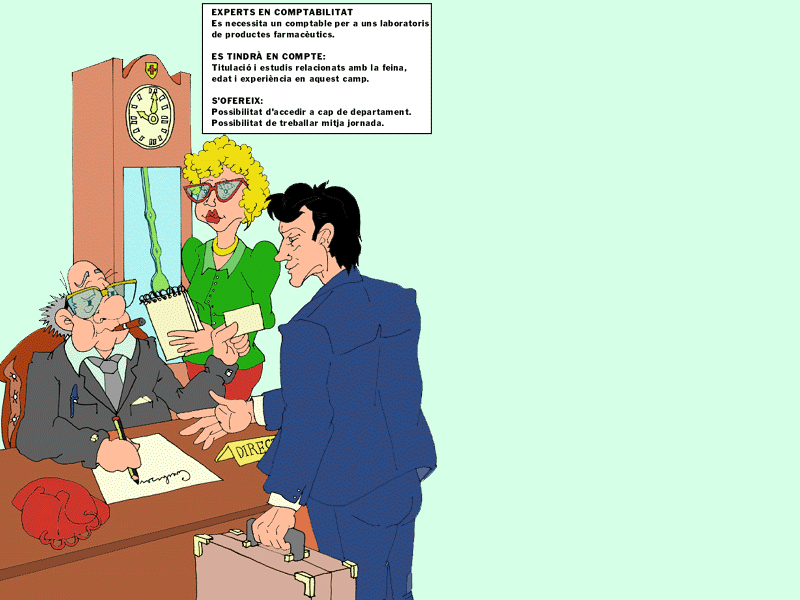 EXPERTS EN COMPTABILITAT
Es necessita un comptable per a uns laboratoris
de productes farmacèutics.
ES TINDRÀ EN COMPTE:
Titulació i estudis relacionats amb la feina,
edat i experiència en aquest camp.
S'OFEREIX:
Possibilitat d'accedir a cap de departament.
Possibilitat de treballar mitja jornada.
DIREC